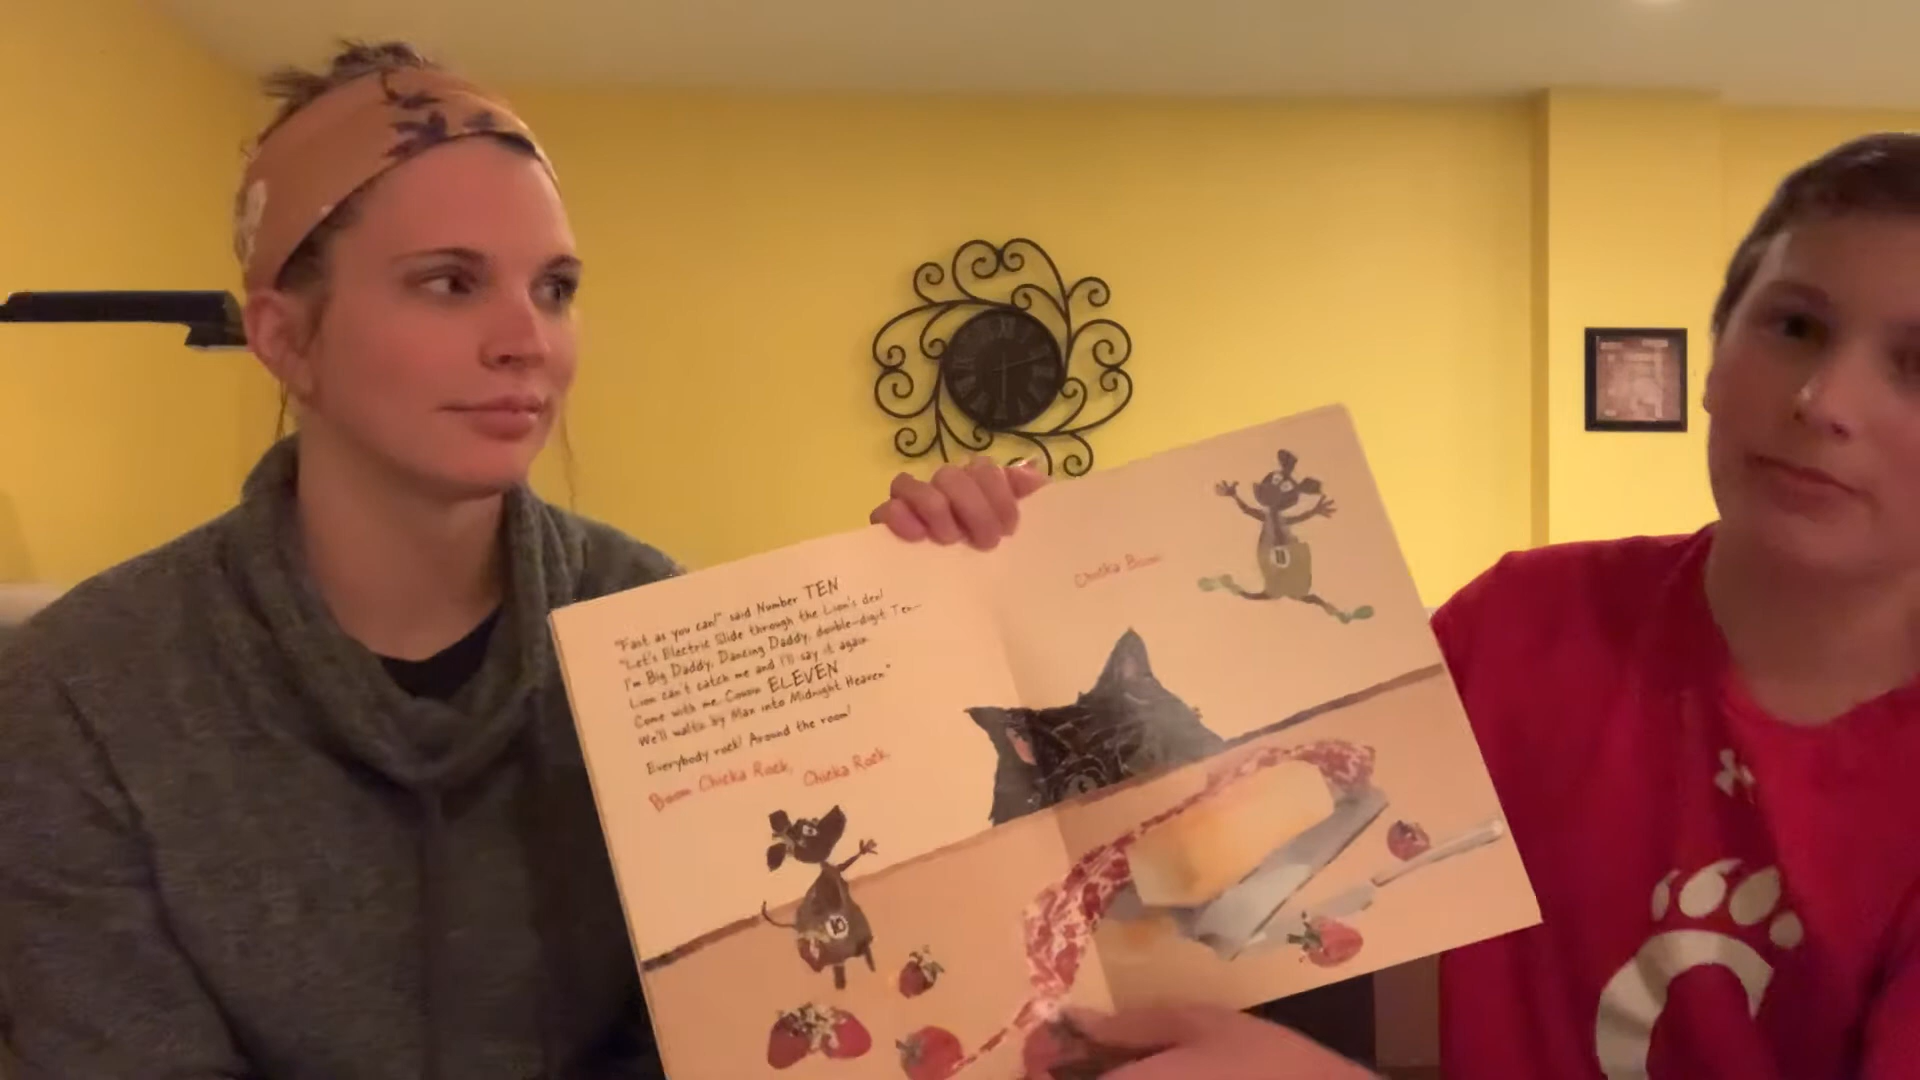 "Fast as you can!" said Number TEN
"Let's Electric Slide through the Lion's den!
I'm Big Daddy, Dancing Daddy, double-digit Ten—
Lion can't catch me and I'll say it again.
Come with me, Cousin ELEVEN
We'll waltz by Max into Midnight Heaven."
Everybody rock! Around the room!
Boom Chicka Rock, Chicka Rock,
Chicka Boom
11
10